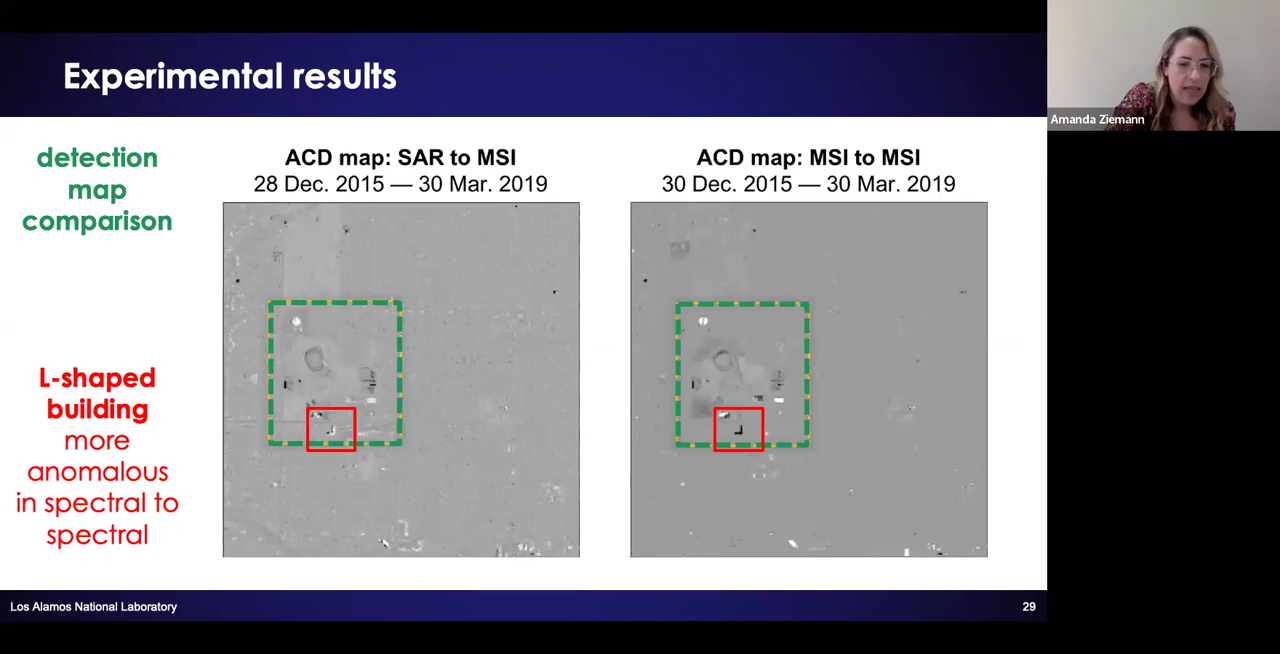 Experimental results
Amanda Ziemann
detection
map
comparison
ACD map: SAR to MSI
28 Dec. 2015 — 30 Mar. 2019
ACD map: MSI to MSI
30 Dec. 2015 — 30 Mar. 2019
L-shaped
building
more
anomalous
in spectral to
spectral
Los Alamos National Laboratory
29